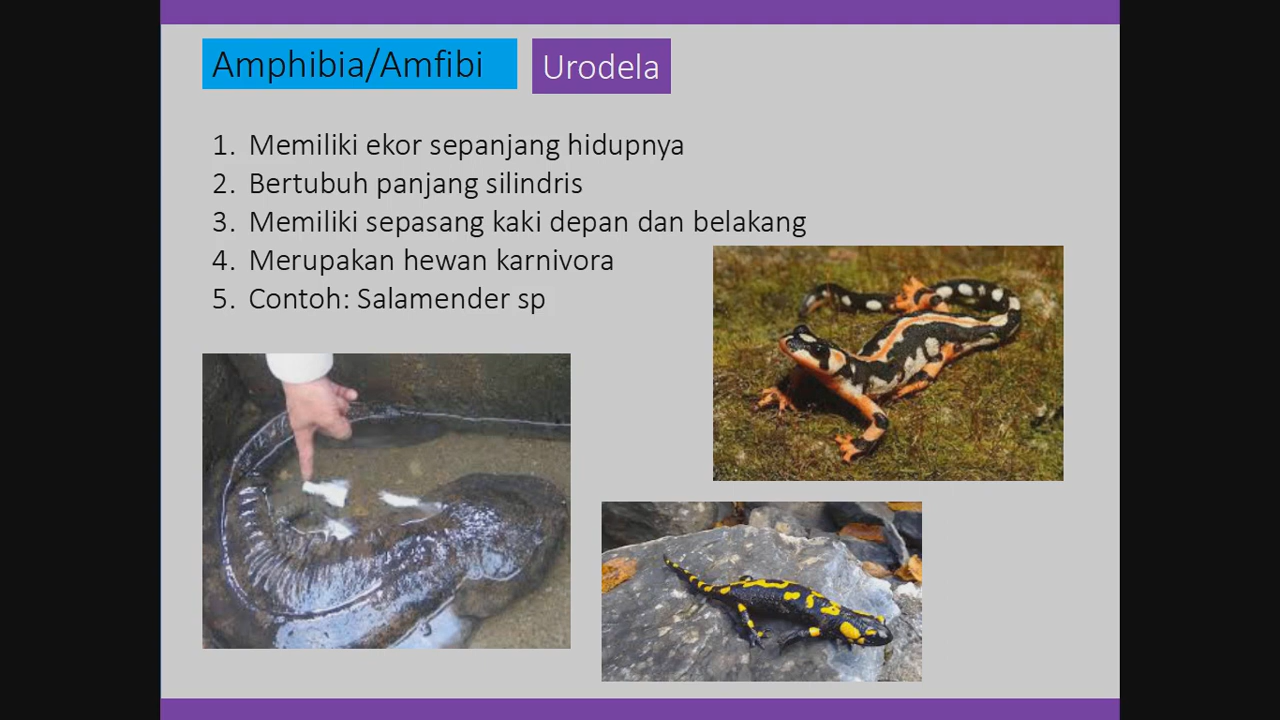 Amphibia/Amfibi
Urodela
1. Memiliki ekor sepanjang hidupnya
2. Bertubuh panjang silindris
3. Memiliki sepasang kaki depan dan belakang
4. Merupakan hewan karnivora
5. Contoh: Salamender sp